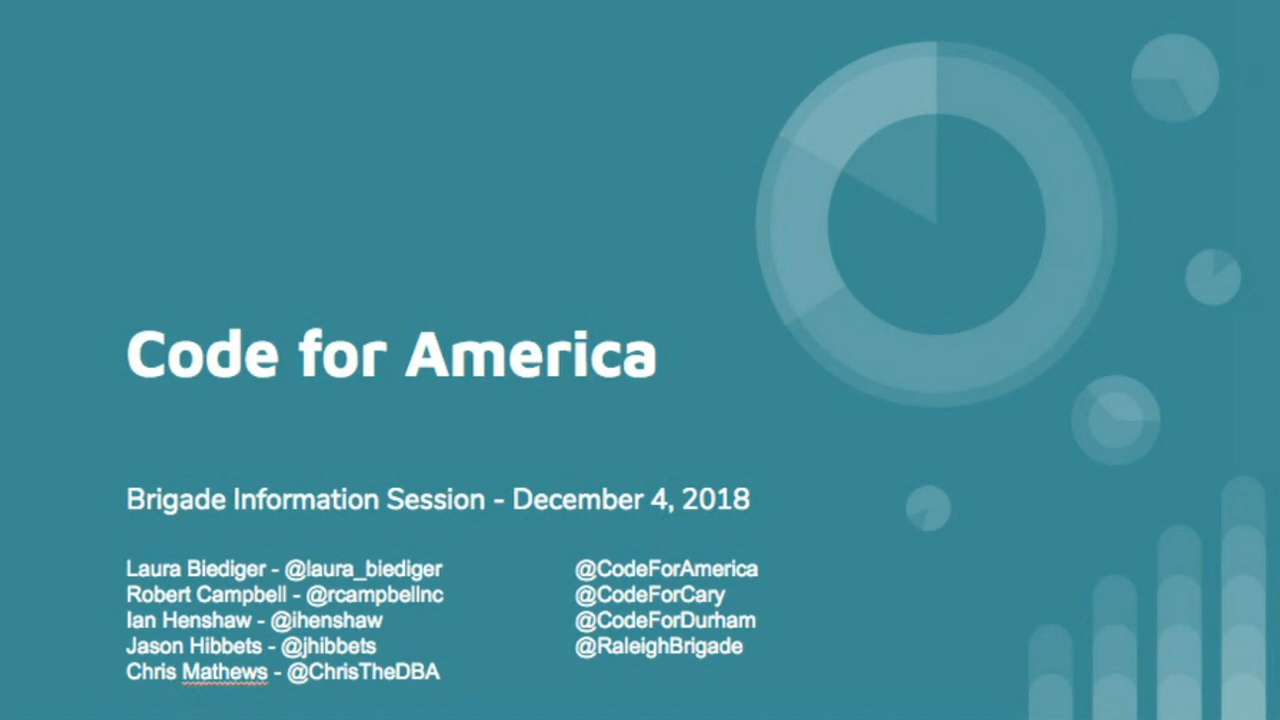 Code for America
Brigade Information Session - December 4, 2018
Laura Biediger - @laura_biediger
Robert Campbell - @rcampbellnc
Ian Henshaw - @ihenshaw
Jason Hibbets - @jhibbets
Chris Mathews - @ChrisTheDBA
@CodeForAmerica
@CodeForCary
@CodeForDurham
@RaleighBrigade